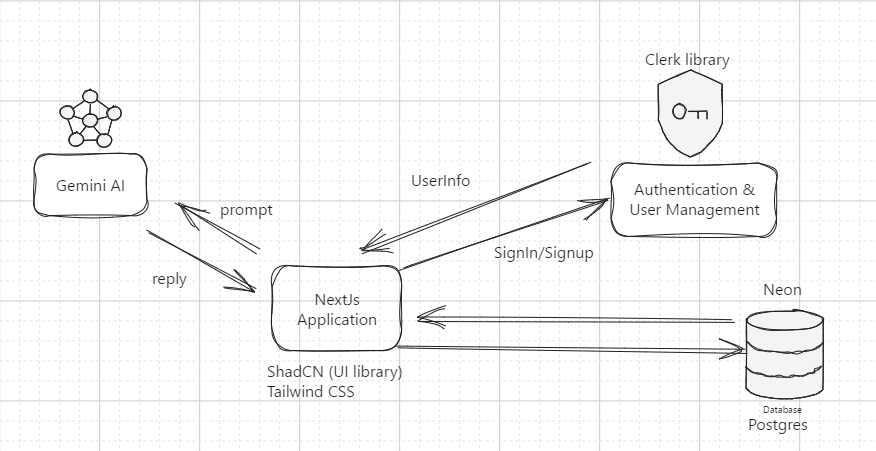 Clerk library
Gemini AI
Authentication &
User Management
UserInfo
prompt
SignIn/Signup
reply
NextJs
Application
Neon
ShadCN (UI library)
Tailwind CSS
Database
Postgres